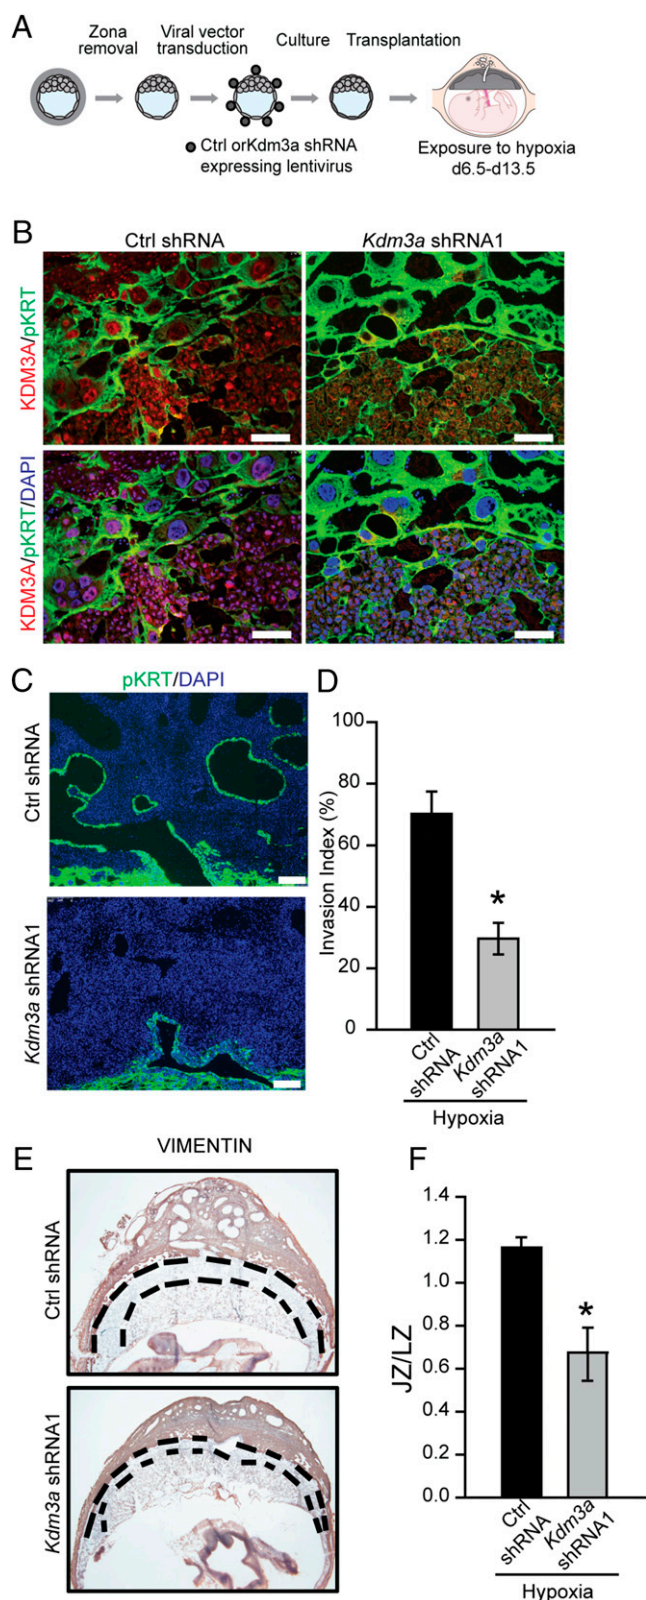 A
Zona
removal
Viral vector
transduction
Culture
Transplantation
Ctrl orKdm3a shRNA
expressing lentivirus
Exposure to hypoxia
d6.5-d13.5
B
Ctrl shRNA
Kdm3a shRNA1
KDM3A/pKRT
KDM3A/pKRT/DAPI
C
pKRT/DAPI
Ctrl shRNA
Kdm3a shRNA1
D
Invasion Index (%)
100
80
60
40
20
0
*
Ctrl
shRNA
Kdm3a
shRNA1
Hypoxia
E
VIMENTIN
Ctrl shRNA
Kdm3a shRNA1
F
JZ/LZ
1.4
1.2
1.0
0.8
0.6
0.4
0.2
0.0
*
Ctrl
shRNA
Kdm3a
shRNA1
Hypoxia